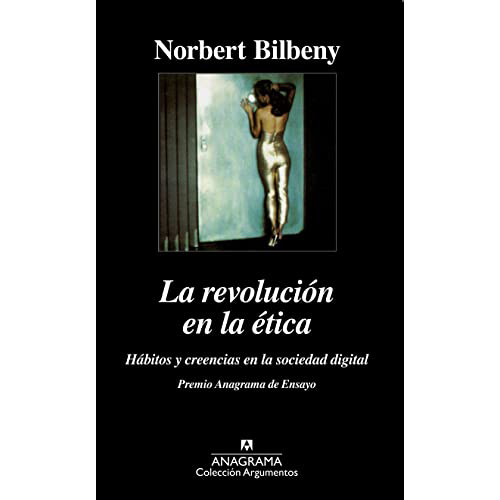 Norbert Bilbeny
La revolución
en la ética
Hábitos y creencias en la sociedad digital
Premio Anagrama de Ensayo
ANAGRAMA
Colección Argumentos